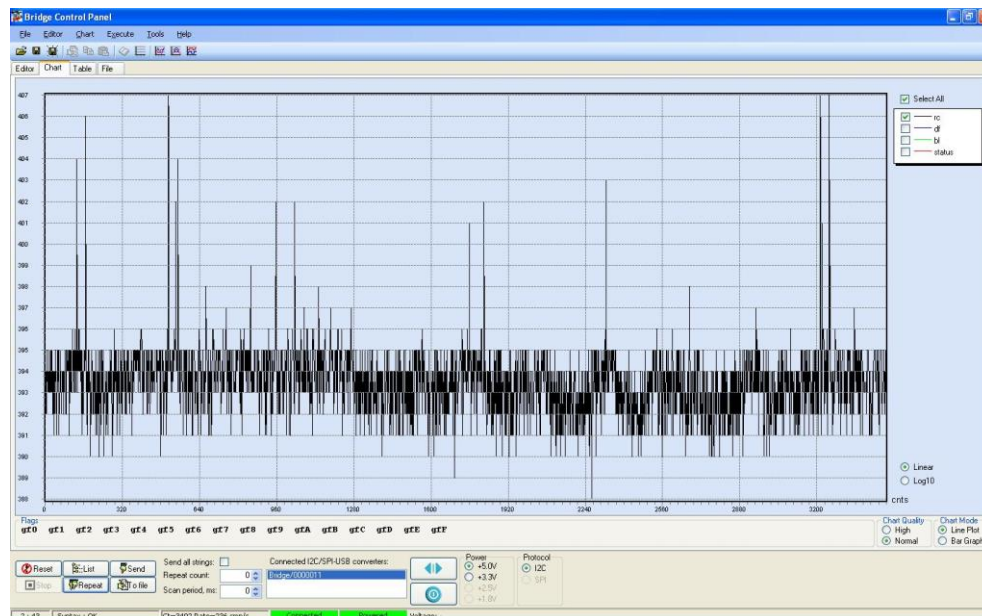 Bridge Control Panel
File Editor Chart Execute Tools Help
Editor Chart Table File
407
406
405
404
403
402
401
400
399
398
397
396
395
394
393
392
391
390
389
388
0 320 640 960 1280 1600 1920 2240 2560 2880 3200
cnts
Select All
rc
df
bl
status
Linear
Log10
Flags
gf0 gf1 gf2 gf3 gf4 gf5 gf6 gf7 gf8 gf9 gfA gfB gfC gfD gfE gfF
Chart Quality
High
Normal
Chart Mode
Line Plot
Bar Graph
Reset List Send
Stop Repeat To file
Send all strings:
Repeat count: 0
Scan period, ms: 0
Connected I2C/SPI-USB converters:
Bridge/0000011
Power
+5.0V
+3.3V
+2.5V
+1.8V
Protocol
I2C
SPI
Syntax : OK
Connected
Powered
Voltage: